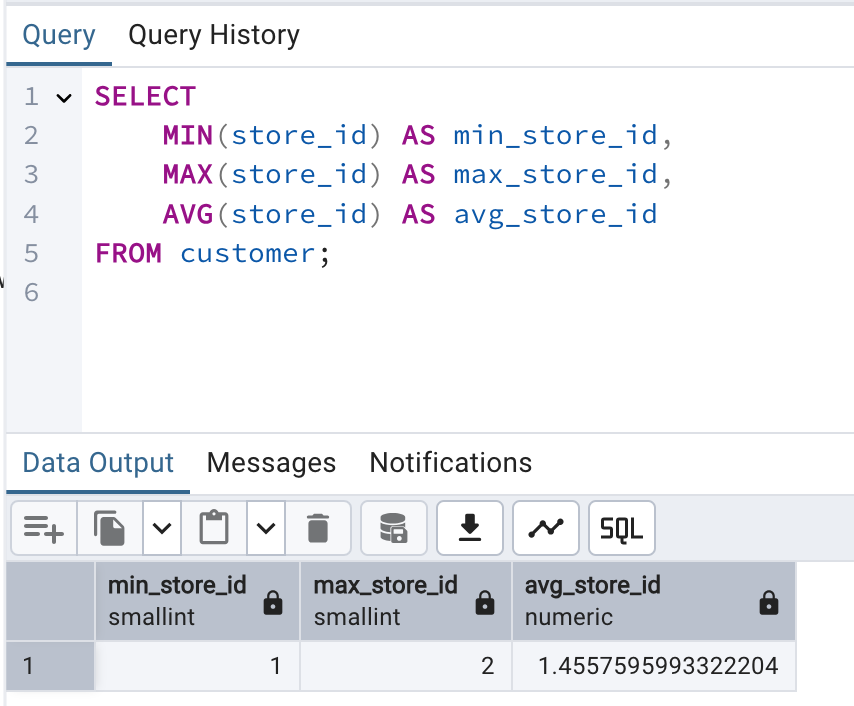 Query Query History
1 SELECT
2 MIN(store_id) AS min_store_id,
3 MAX(store_id) AS max_store_id,
4 AVG(store_id) AS avg_store_id
5 FROM customer;
6
Data Output Messages Notifications
SQL
min_store_id max_store_id avg_store_id
smallint smallint numeric
1 1 2 1.4557595993322204